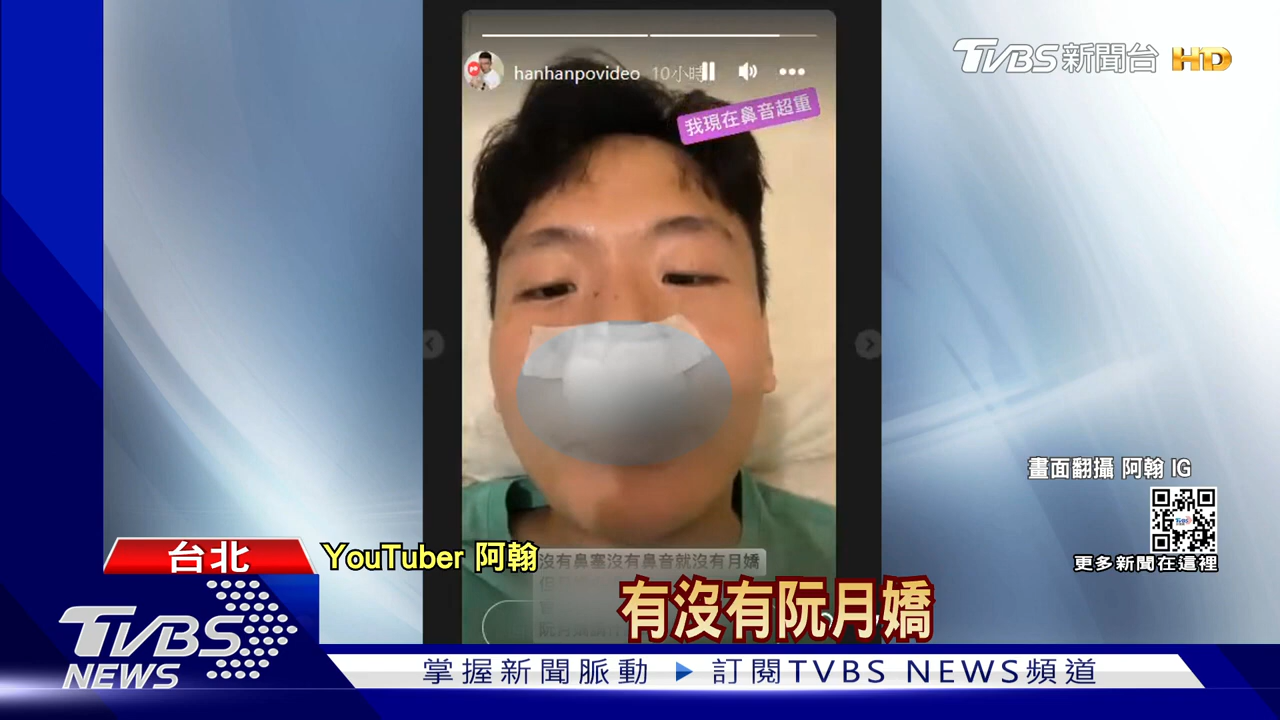 TVBS新聞台 HD
hanhanpovideo 10小時
我現在鼻音超重
畫面翻攝 阿翰 IG
更多新聞在這裡
台北
YouTuber 阿翰
沒有鼻塞沒有鼻音就沒有月嬌
有沒有阮月嬌
TVBS
NEWS
掌握新聞脈動 ▶ 訂閱TVBS NEWS頻道